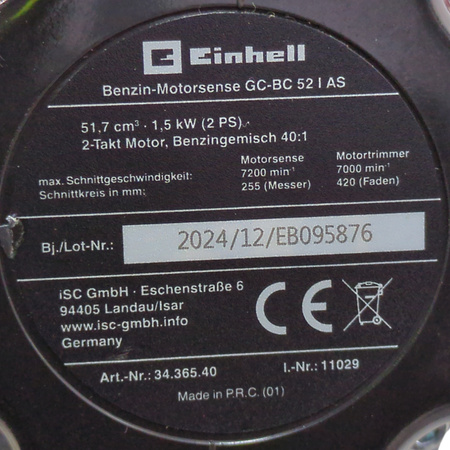 Einhell
Benzin-Motorsense GC-BC 52 I AS
51,7 cm³ · 1,5 kW (2 PS)
2-Takt Motor, Benzingemisch 40:1
Motorsense Motortrimmer
max. Schnittgeschwindigkeit: 7200 min⁻¹ 7000 min⁻¹
Schnittkreis in mm: 255 (Messer) 420 (Faden)
Bj./Lot-Nr.: 2024/12/EB095876
iSC GmbH · Eschenstraße 6
94405 Landau/Isar
www.isc-gmbh.info
Germany
CE
Art.-Nr.: 34.365.40 I.-Nr.: 11029
Made in P.R.C. (01)